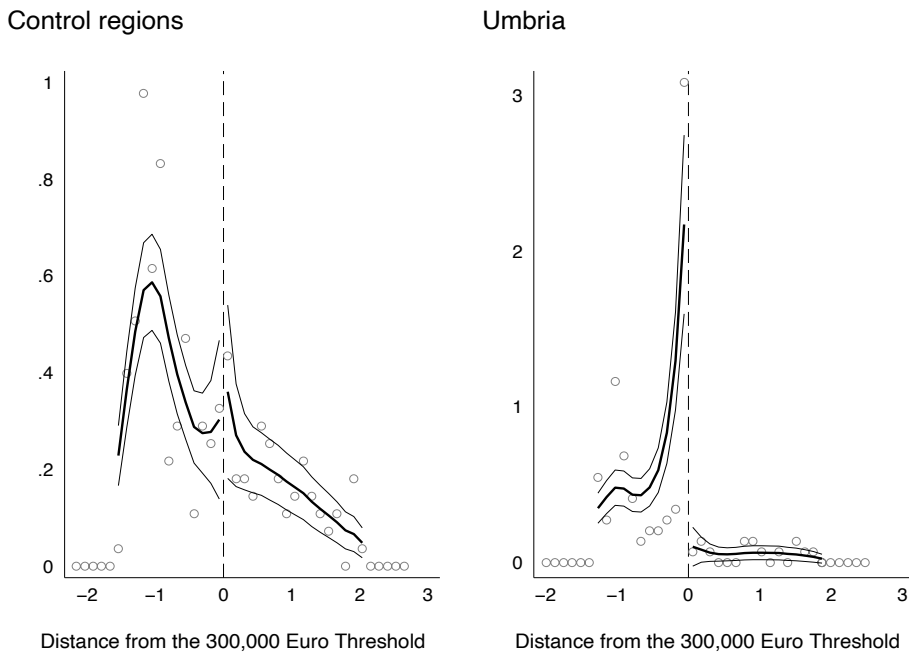 Control regions
Umbria
1
.8
.6
.4
.2
0
−2 −1 0 1 2 3
Distance from the 300,000 Euro Threshold
3
2
1
0
−2 −1 0 1 2 3
Distance from the 300,000 Euro Threshold